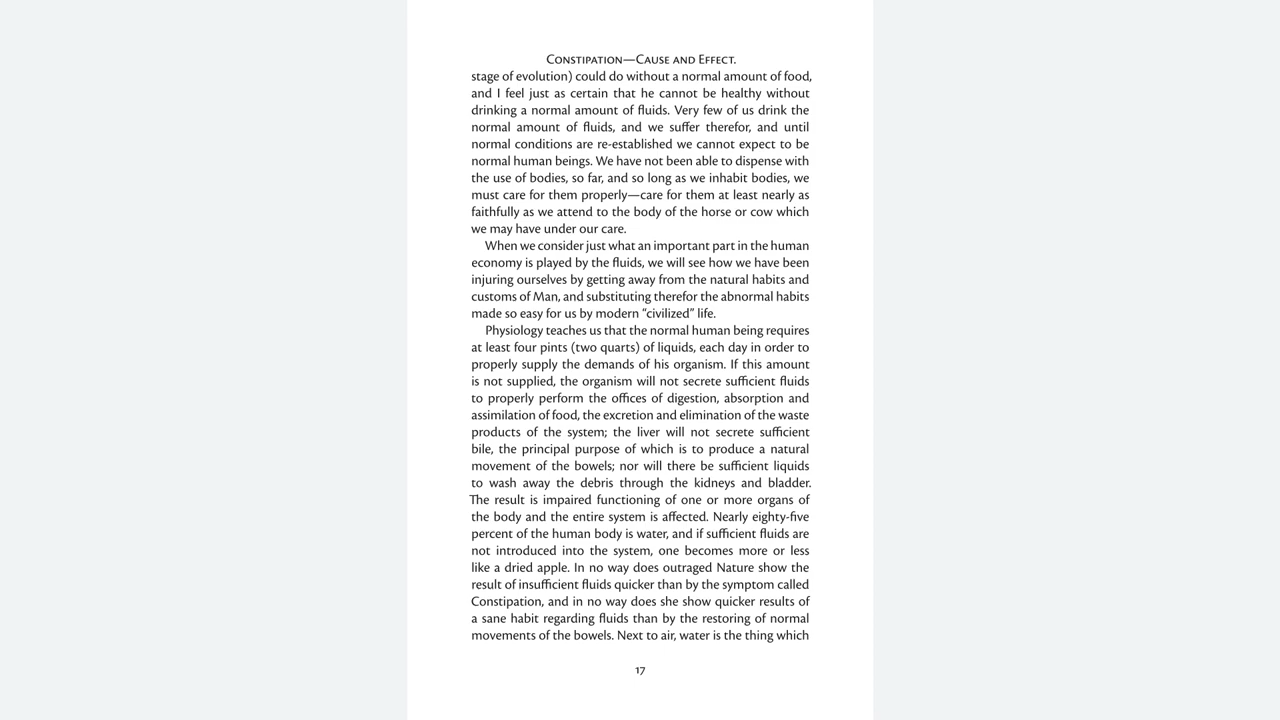 Constipation—Cause and Effect.
stage of evolution) could do without a normal amount of food,
and I feel just as certain that he cannot be healthy without
drinking a normal amount of fluids. Very few of us drink the
normal amount of fluids, and we suffer therefor, and until
normal conditions are re-established we cannot expect to be
normal human beings. We have not been able to dispense with
the use of bodies, so far, and so long as we inhabit bodies, we
must care for them properly—care for them at least nearly as
faithfully as we attend to the body of the horse or cow which
we may have under our care.
When we consider just what an important part in the human
economy is played by the fluids, we will see how we have been
injuring ourselves by getting away from the natural habits and
customs of Man, and substituting therefor the abnormal habits
made so easy for us by modern “civilized” life.
Physiology teaches us that the normal human being requires
at least four pints (two quarts) of liquids, each day in order to
properly supply the demands of his organism. If this amount
is not supplied, the organism will not secrete sufficient fluids
to properly perform the offices of digestion, absorption and
assimilation of food, the excretion and elimination of the waste
products of the system; the liver will not secrete sufficient
bile, the principal purpose of which is to produce a natural
movement of the bowels; nor will there be sufficient liquids
to wash away the debris through the kidneys and bladder.
The result is impaired functioning of one or more organs of
the body and the entire system is affected. Nearly eighty-five
percent of the human body is water, and if sufficient fluids are
not introduced into the system, one becomes more or less
like a dried apple. In no way does outraged Nature show the
result of insufficient fluids quicker than by the symptom called
Constipation, and in no way does she show quicker results of
a sane habit regarding fluids than by the restoring of normal
movements of the bowels. Next to air, water is the thing which
17